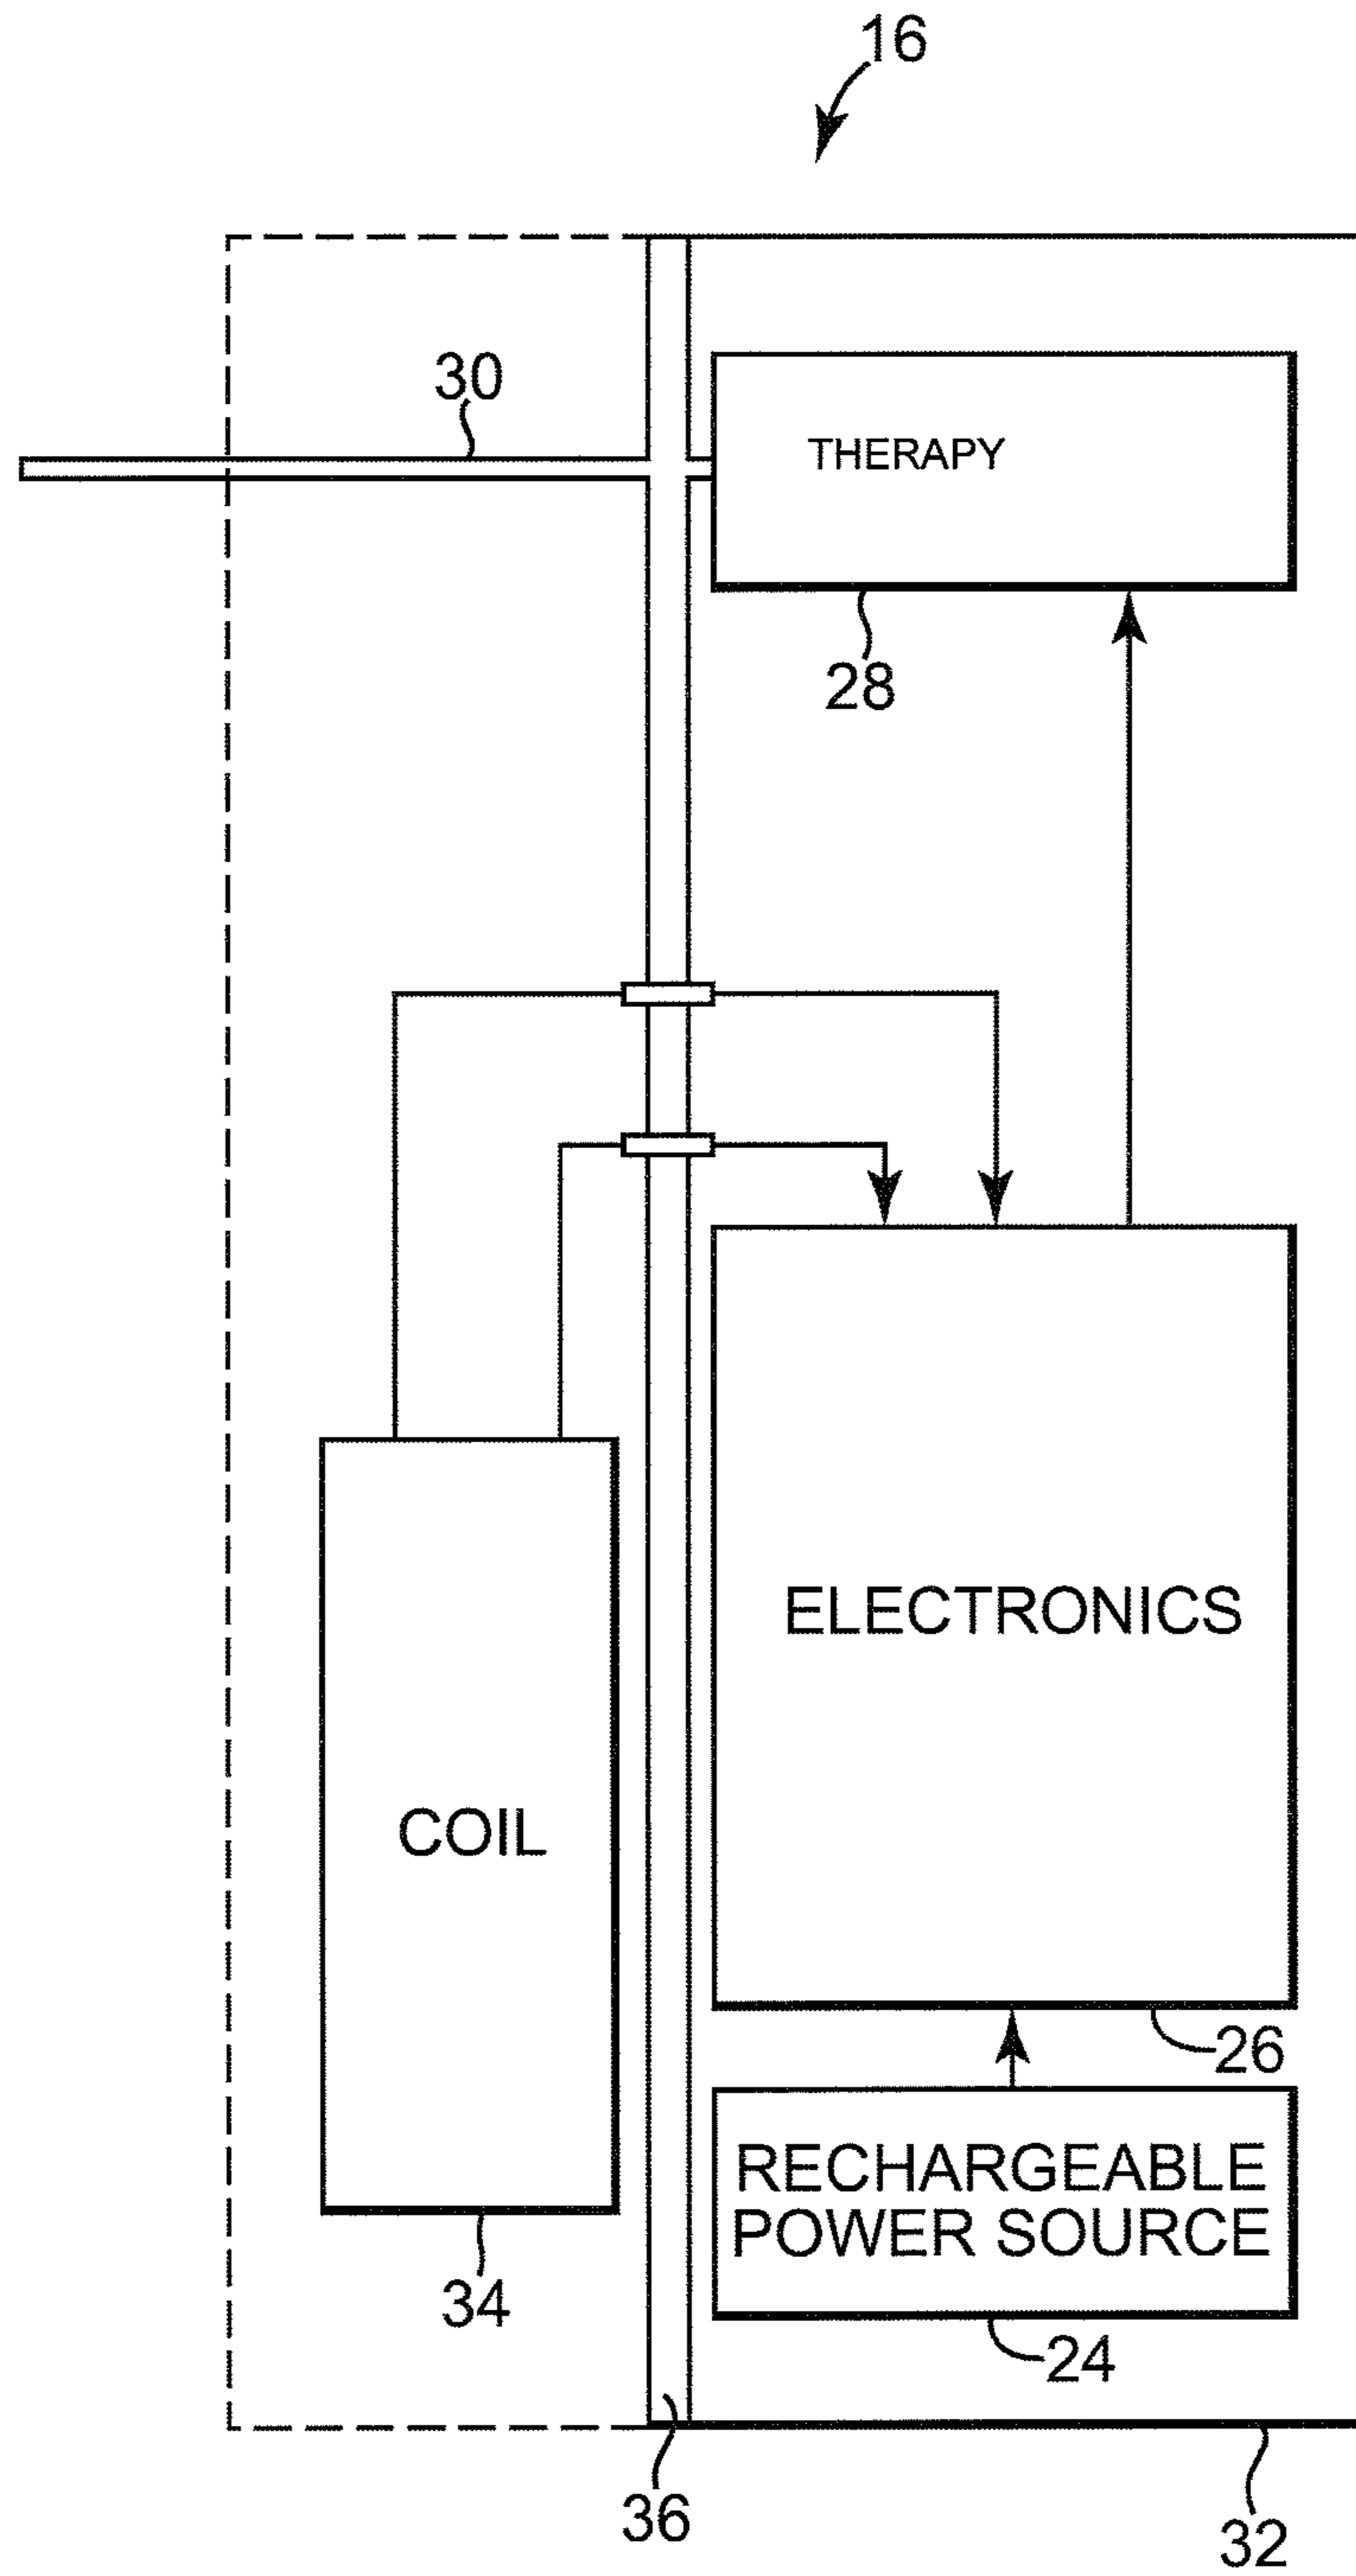 16
30
THERAPY
28
ELECTRONICS
COIL
26
RECHARGEABLE
POWER SOURCE
34
24
36
32